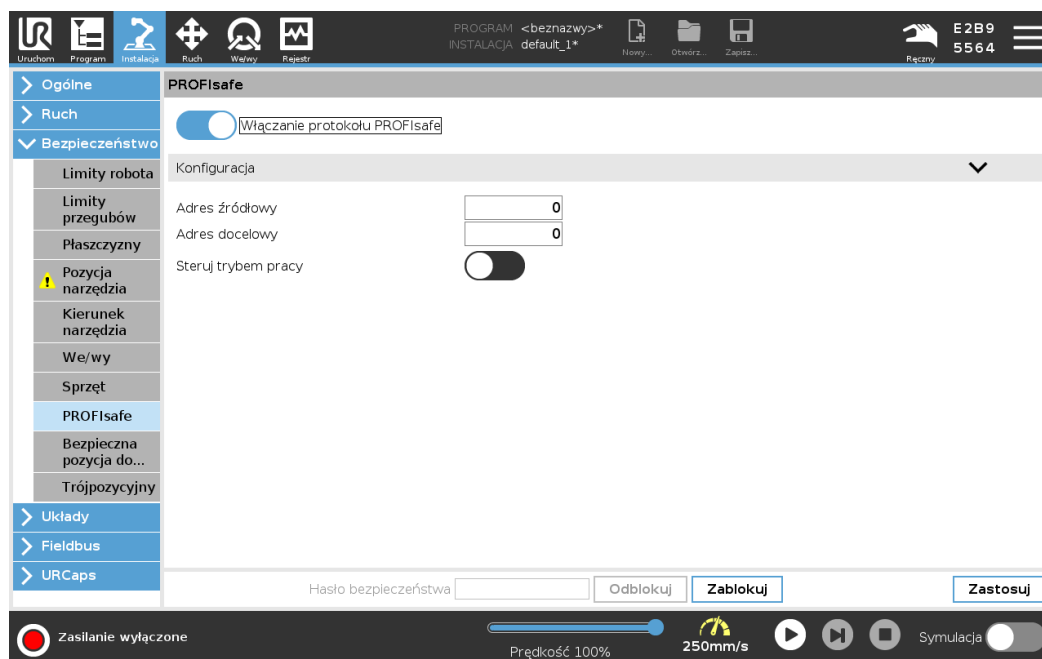 UR
Uruchom Program Instalacja Ruch We/wy Rejestr
PROGRAM <beznazwy>*
INSTALACJA default_1*
Nowy... Otwórz... Zapisz...
Ręczny
E2B9
5564
Ogólne
Ruch
Bezpieczeństwo
Limity robota
Limity
przegubów
Płaszczyzny
Pozycja
narzędzia
Kierunek
narzędzia
We/wy
Sprzęt
PROFIsafe
Bezpieczna
pozycja do...
Trójpozycyjny
Układy
Fieldbus
URCaps
PROFIsafe
Włączanie protokołu PROFIsafe
Konfiguracja
Adres źródłowy 0
Adres docelowy 0
Steruj trybem pracy
Hasło bezpieczeństwa Odblokuj Zablokuj Zastosuj
Zasilanie wyłączone
Prędkość 100%
250mm/s
Symulacja